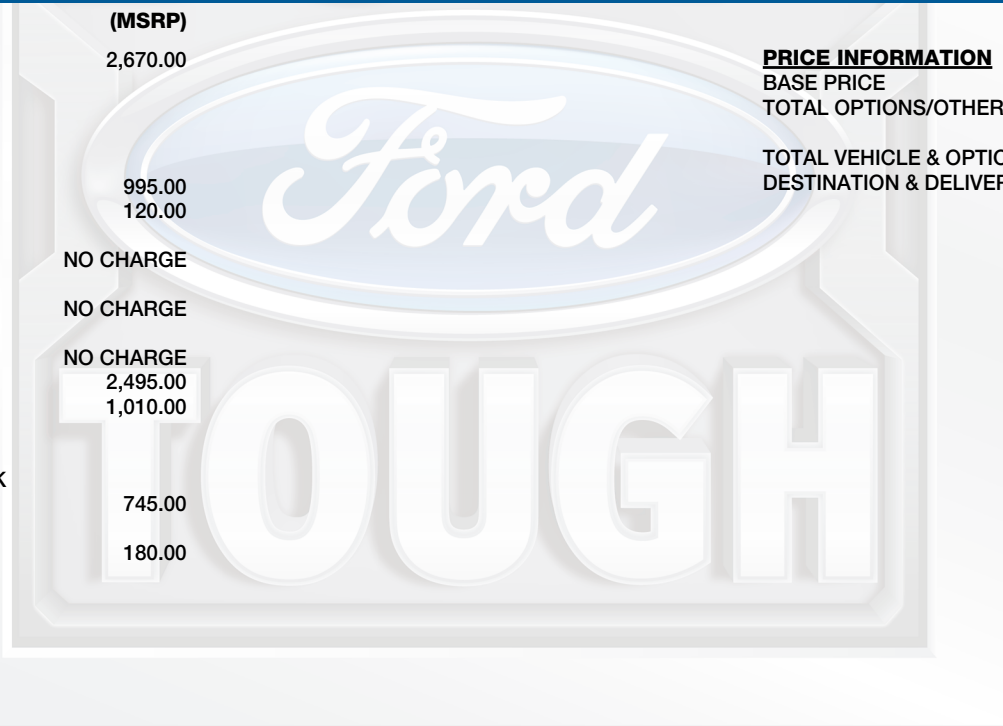 (MSRP)
2,670.00
995.00
120.00
NO CHARGE
NO CHARGE
NO CHARGE
2,495.00
1,010.00
K
745.00
180.00
PRICE INFORMATION
BASE PRICE
TOTAL OPTIONS/OTHER
TOTAL VEHICLE & OPTIO
DESTINATION & DELIVER
Ford
TOUGH